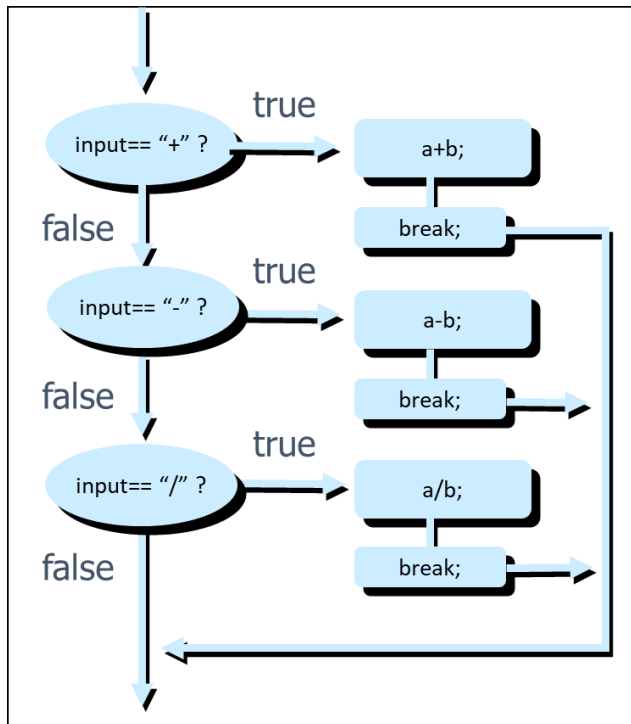 true
input== “+” ?
a+b;
false
break;
true
input== “-” ?
a-b;
false
break;
true
input== “/” ?
a/b;
false
break;